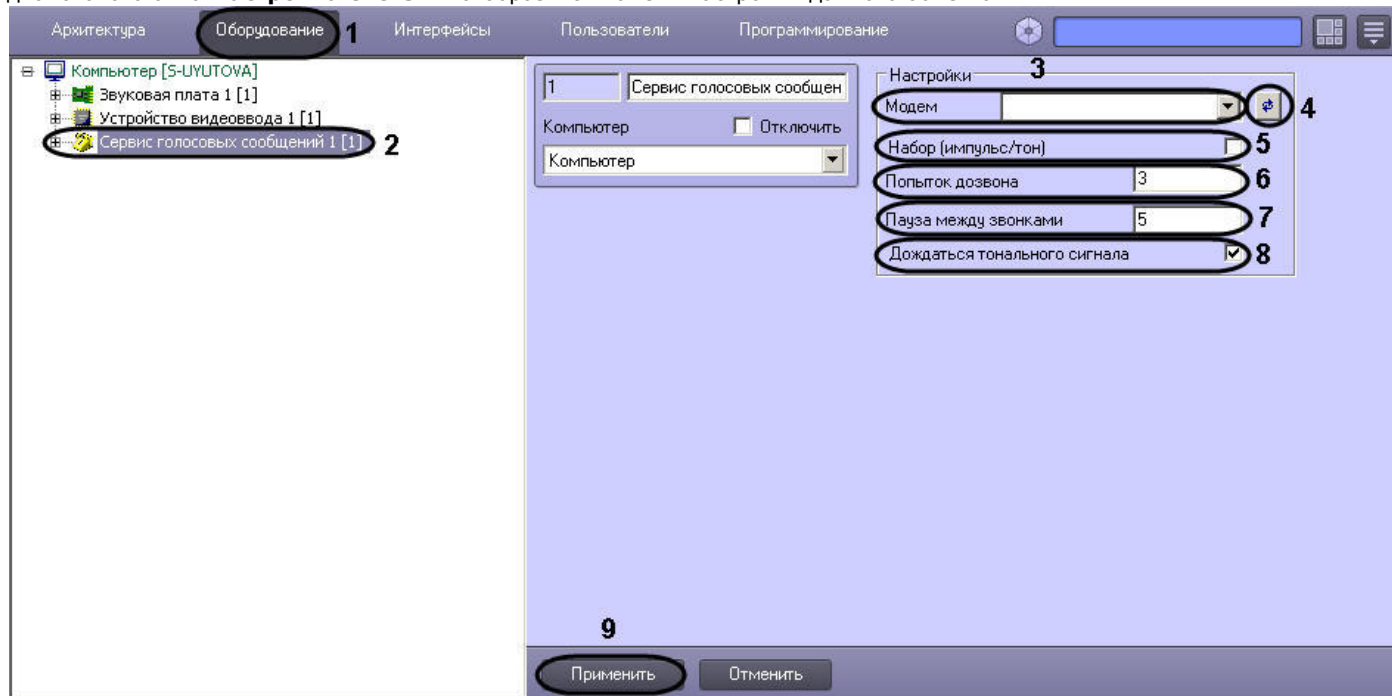 Архитектура Оборудование 1 Интерфейсы Пользователи Программирование
Компьютер [S-UYUTOVA]
Звуковая плата 1 [1]
Устройство видеоввода 1 [1]
Сервис голосовых сообщений 1 [1] 2
1 Сервис голосовых сообщен
Компьютер Отключить
Компьютер
Настройки 3
Модем 4
Набор (импульс/тон) 5
Попыток дозвона 3 6
Пауза между звонками 5 7
Дождаться тонального сигнала 8
9
Применить Отменить